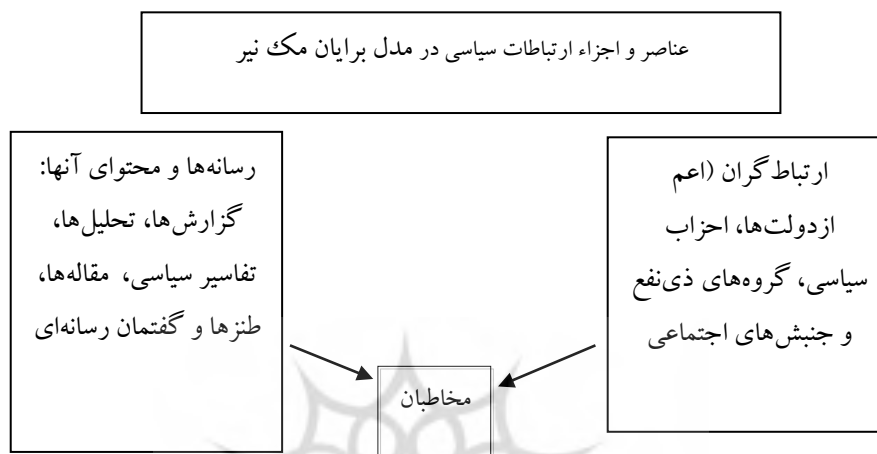 عناصر و اجزاء ارتباطات سیاسی در مدل برایان مک نیر
ارتباط‌گران (اعم
ازدولت‌ها، احزاب
سیاسی، گروه‌های ذی‌نفع
و جنبش‌های اجتماعی
رسانه‌ها و محتوای آنها:
گزارش‌ها، تحلیل‌ها،
تفاسیر سیاسی، مقاله‌ها،
طنزها و گفتمان رسانه‌ای
مخاطبان